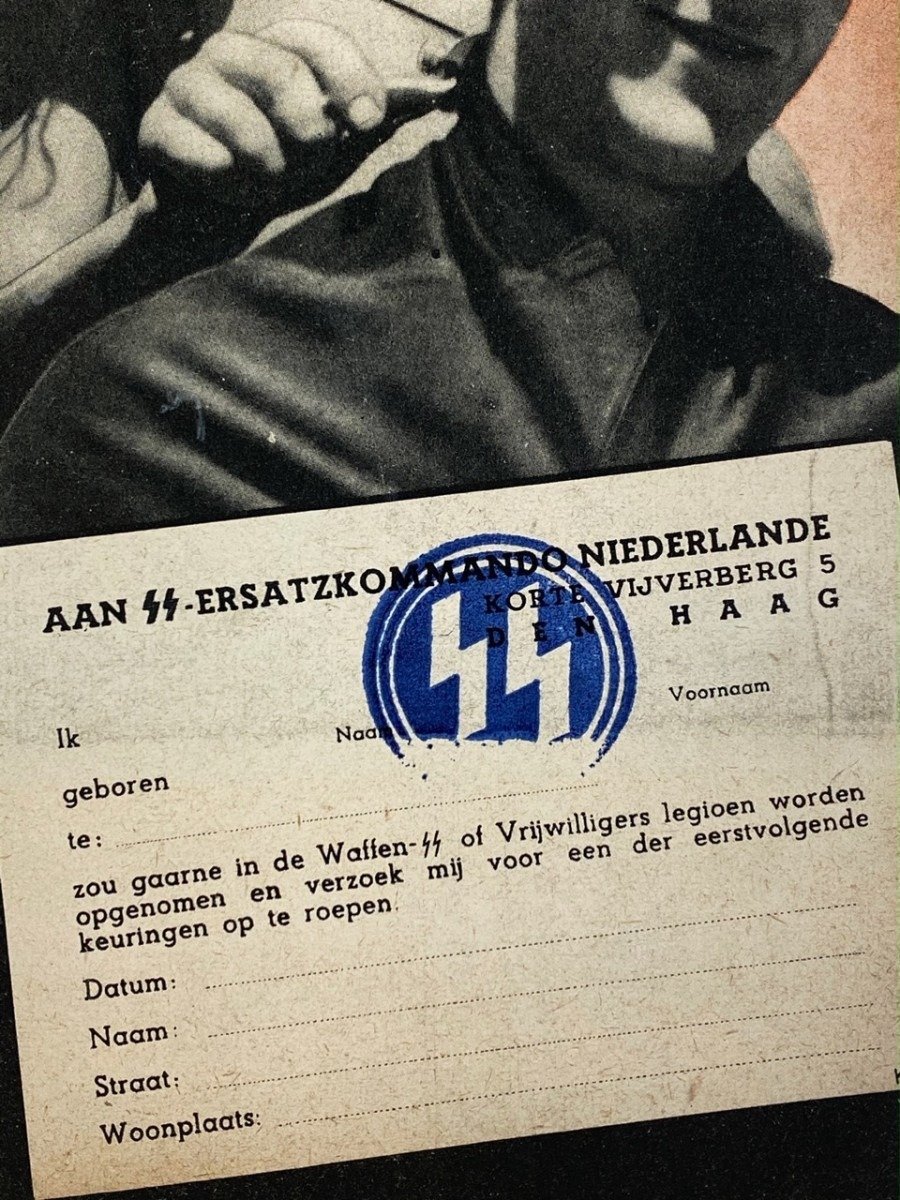 AAN ϟϟ-ERSATZKOMMANDO NIEDERLANDE
KORTE VIJVERBERG 5
DEN HAAG
Ik Naam Voornaam
geboren
te:
zou gaarne in de Waffen-ϟϟ of Vrijwilligers legioen worden
opgenomen en verzoek mij voor een der eerstvolgende
keuringen op te roepen.
Datum:
Naam:
Straat:
Woonplaats: